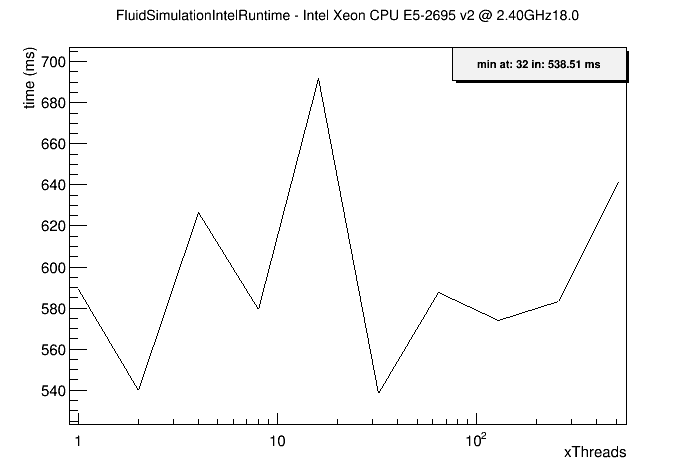 FluidSimulationIntelRuntime - Intel Xeon CPU E5-2695 v2 @ 2.40GHz18.0
min at: 32 in: 538.51 ms
time (ms)
700
680
660
640
620
600
580
560
540
1 10 10²
xThreads